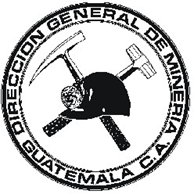 DIRECCION GENERAL DE MINERIA
GUATEMALA C.A.